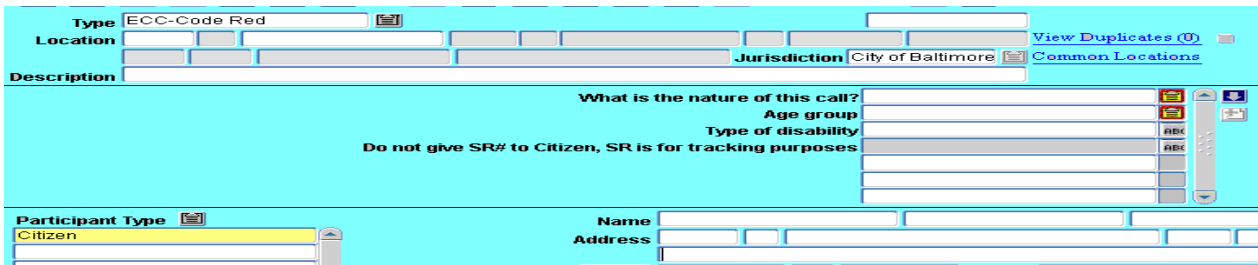 Type ECC-Code Red
Location View Duplicates (0)
Jurisdiction City of Baltimore Common Locations
Description
What is the nature of this call?
Age group
Type of disability ABC
Do not give SR# to Citizen, SR is for tracking purposes ABC
Participant Type Name
Citizen Address